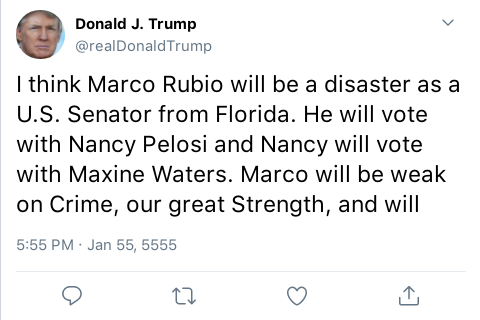 Donald J. Trump
@realDonaldTrump
I think Marco Rubio will be a disaster as a
U.S. Senator from Florida. He will vote
with Nancy Pelosi and Nancy will vote
with Maxine Waters. Marco will be weak
on Crime, our great Strength, and will
5:55 PM · Jan 55, 5555